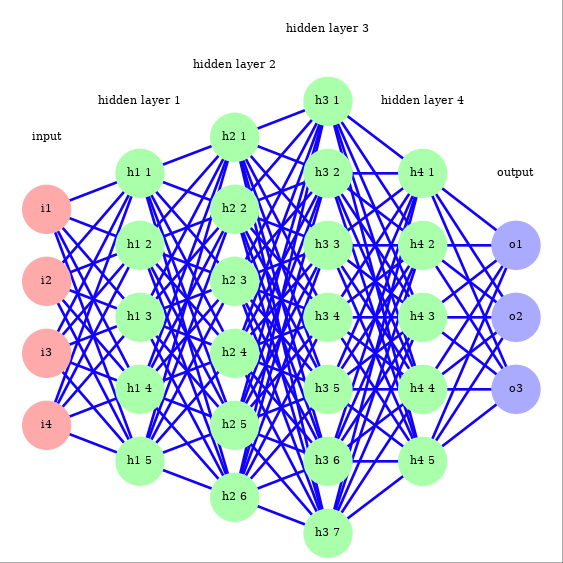 hidden layer 3
hidden layer 2
hidden layer 1
hidden layer 4
input
output
i1
i2
i3
i4
h1 1
h1 2
h1 3
h1 4
h1 5
h2 1
h2 2
h2 3
h2 4
h2 5
h2 6
h3 1
h3 2
h3 3
h3 4
h3 5
h3 6
h3 7
h4 1
h4 2
h4 3
h4 4
h4 5
o1
o2
o3